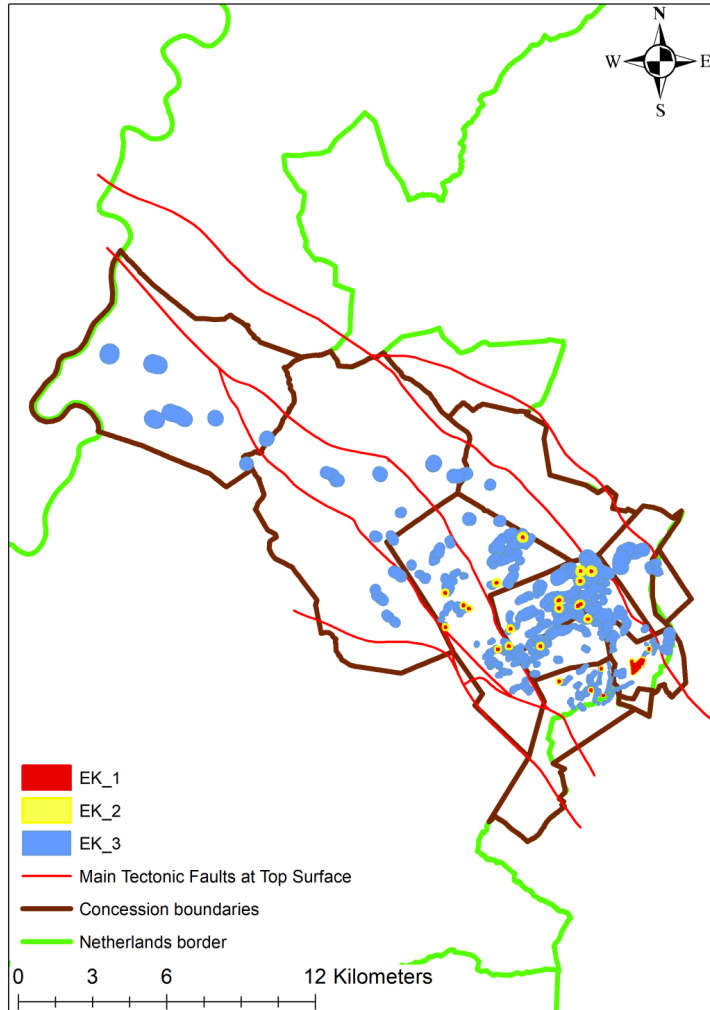 N
W E
S
EK_1
EK_2
EK_3
Main Tectonic Faults at Top Surface
Concession boundaries
Netherlands border
0 3 6 12 Kilometers